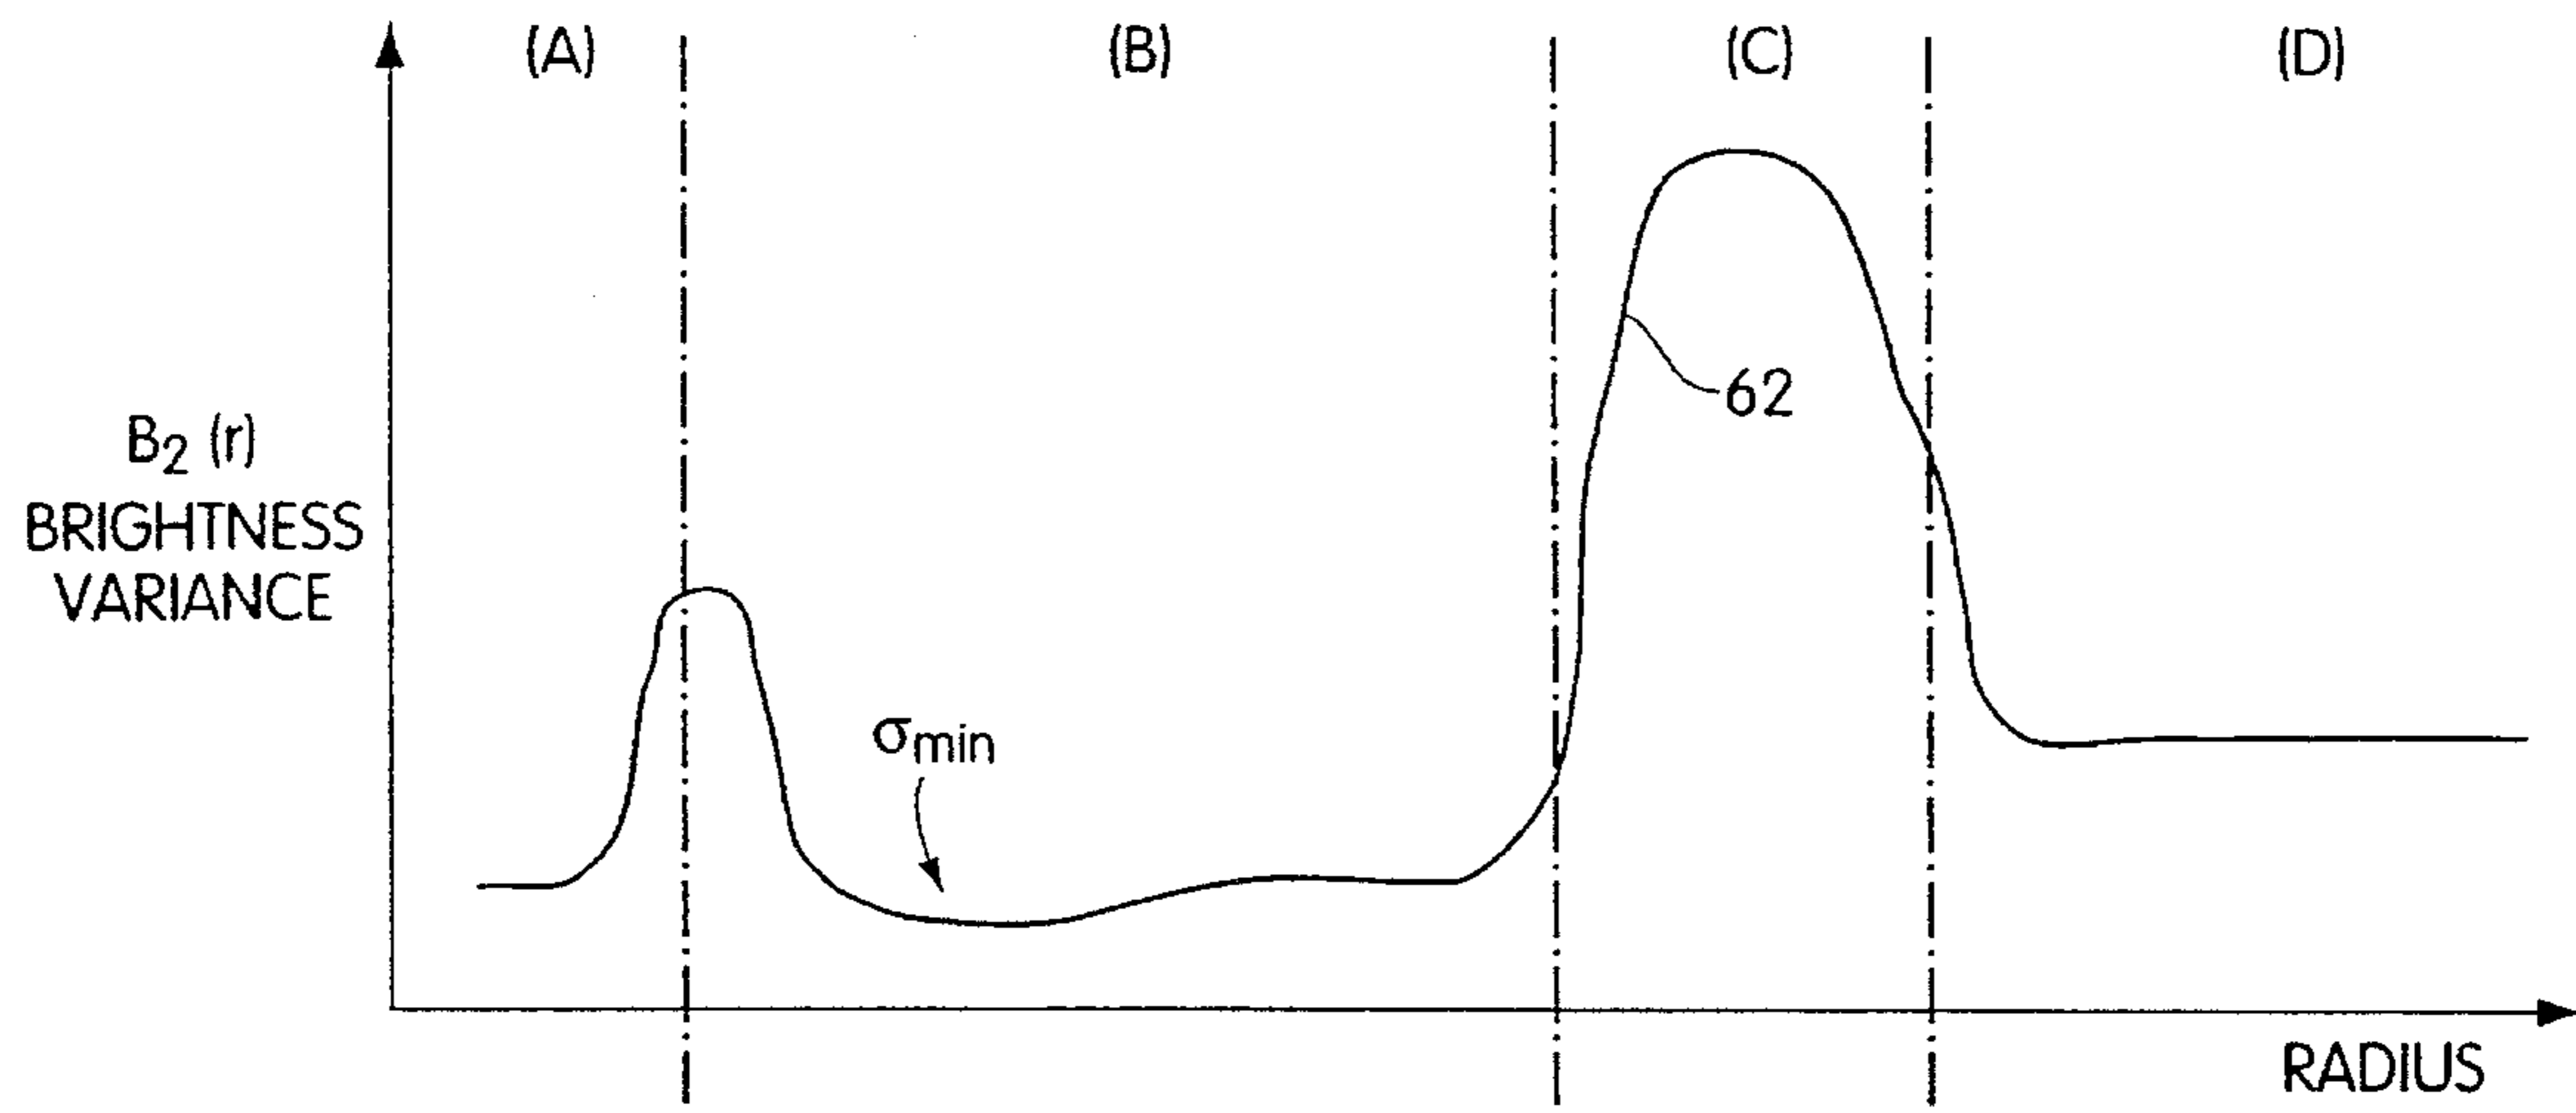 (A) (B) (C) (D)
62
B₂ (r)
BRIGHTNESS
VARIANCE
σmin
RADIUS